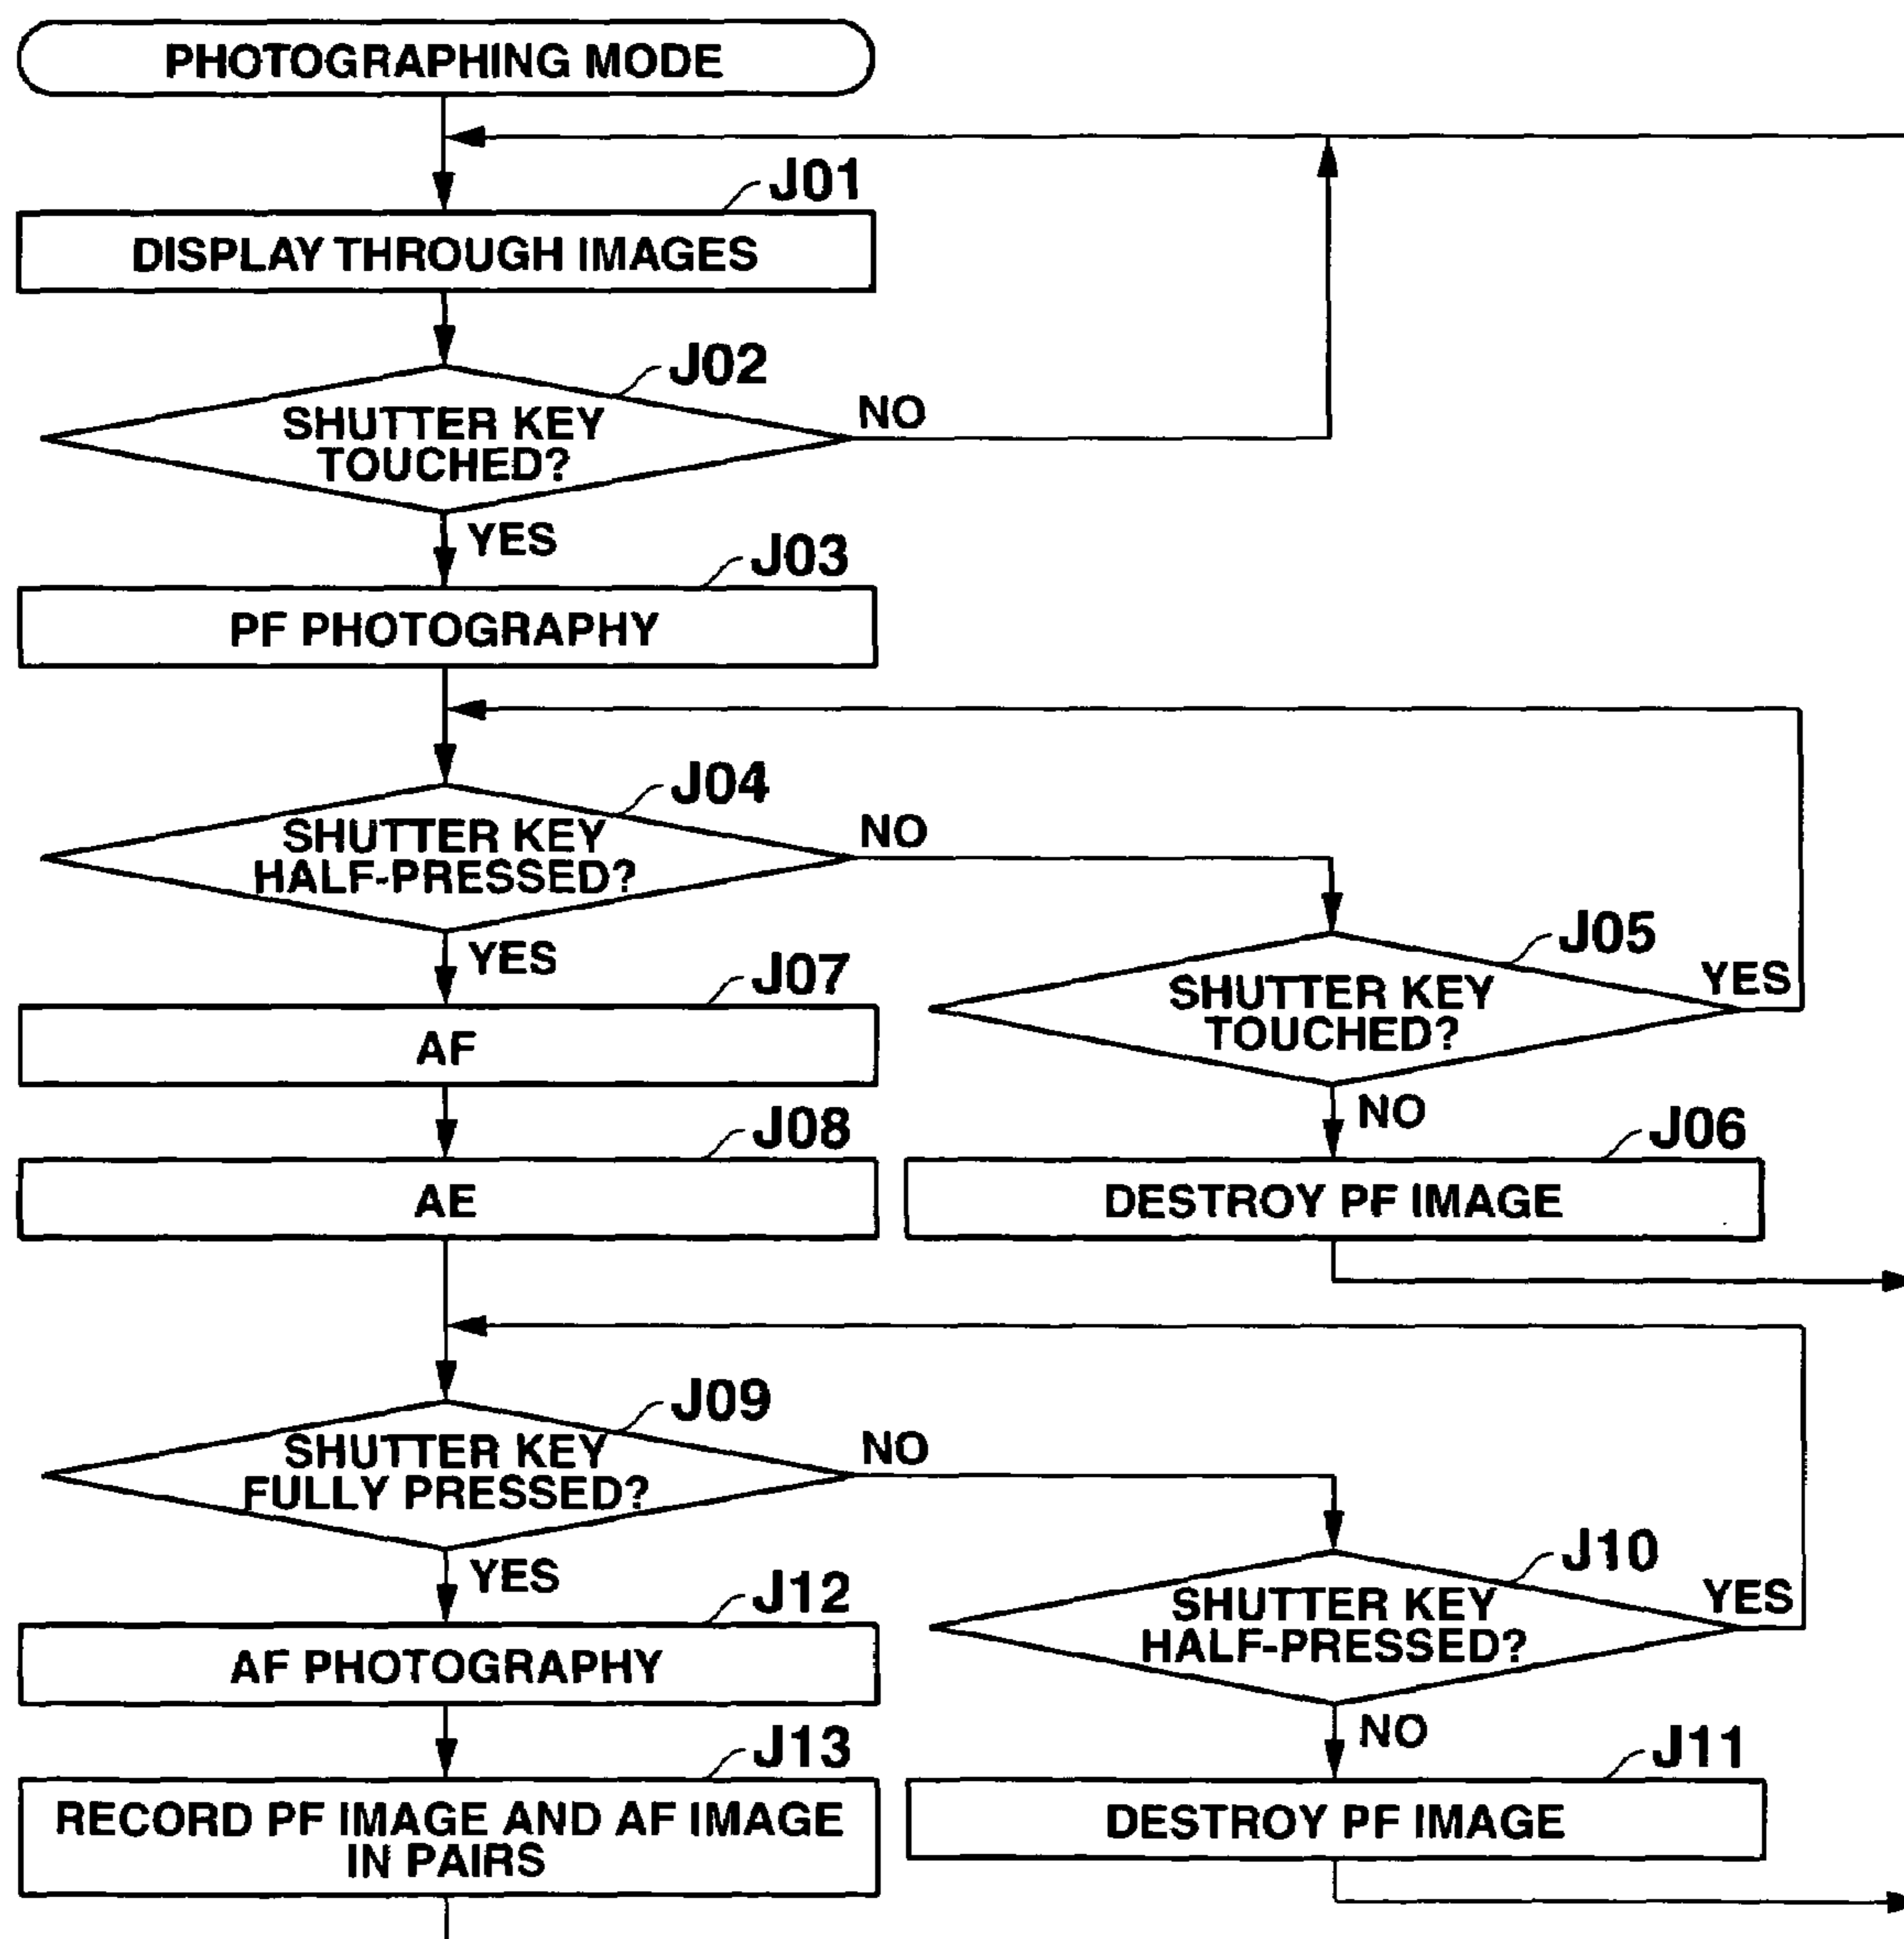 PHOTOGRAPHING MODE
J01
DISPLAY THROUGH IMAGES
J02
SHUTTER KEY
TOUCHED?
NO
YES
J03
PF PHOTOGRAPHY
J04
SHUTTER KEY
HALF-PRESSED?
NO
YES
J05
SHUTTER KEY
TOUCHED?
YES
NO
J07
AF
J08
AE
J06
DESTROY PF IMAGE
J09
SHUTTER KEY
FULLY PRESSED?
NO
YES
J10
SHUTTER KEY
HALF-PRESSED?
YES
NO
J12
AF PHOTOGRAPHY
J13
RECORD PF IMAGE AND AF IMAGE
IN PAIRS
J11
DESTROY PF IMAGE